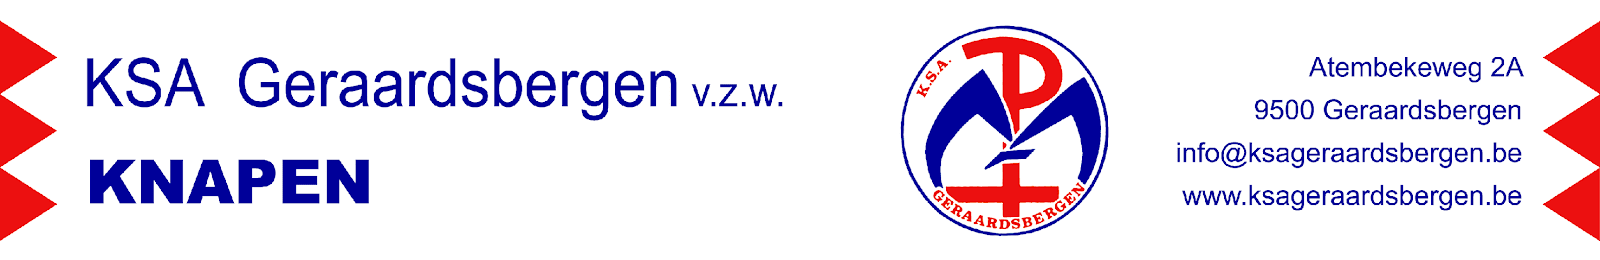 KSA Geraardsbergen v.z.w.
KNAPEN
K.S.A.
GERAARDSBERGEN
Atembekeweg 2A
9500 Geraardsbergen
info@ksageraardsbergen.be
www.ksageraardsbergen.be